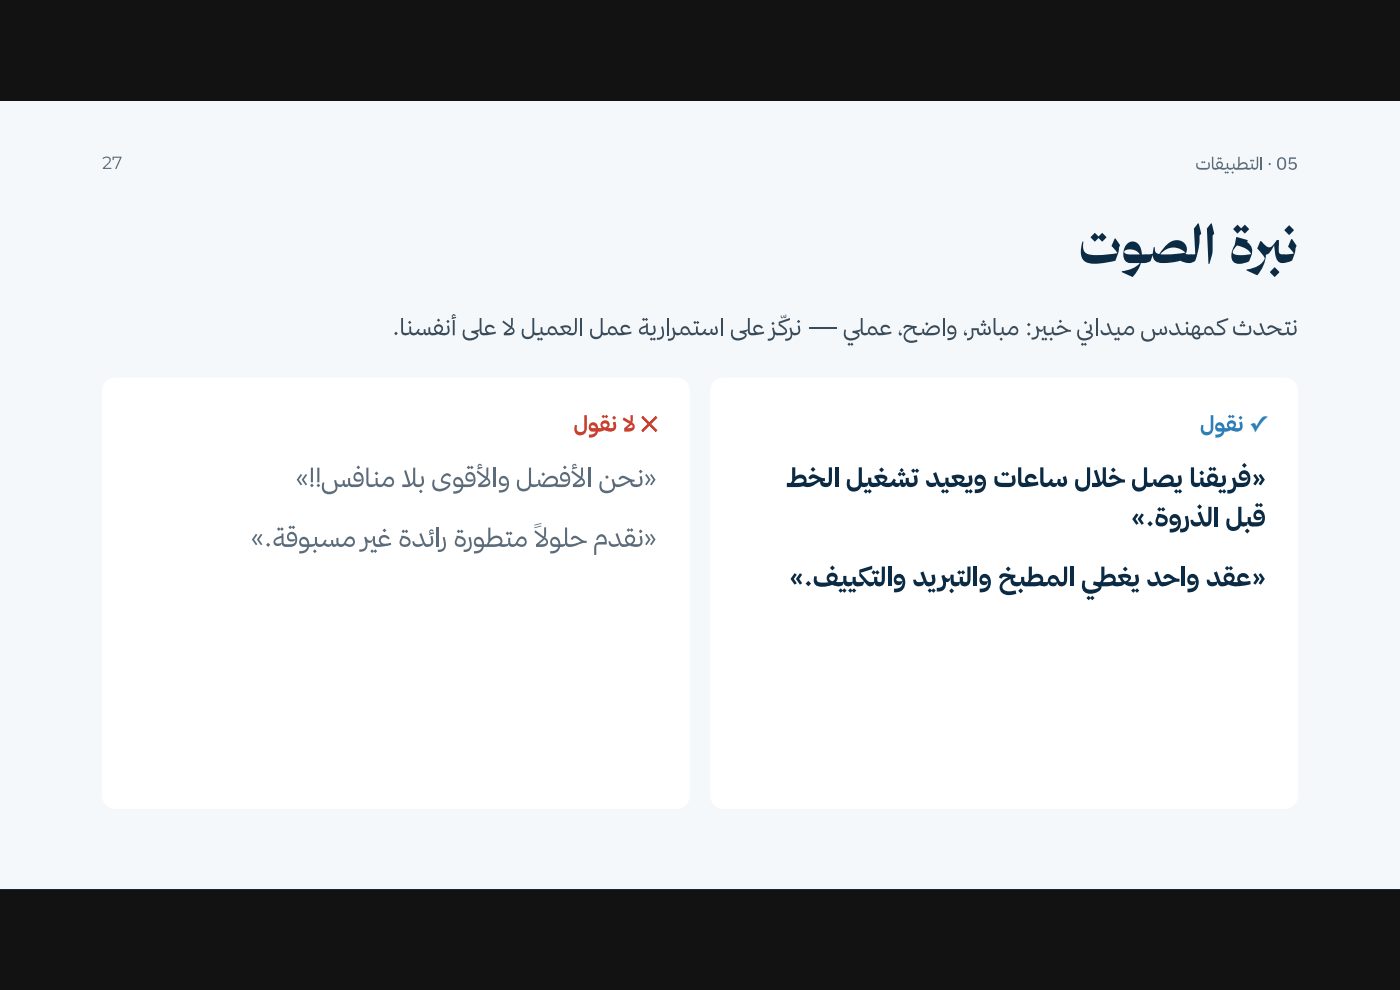 05 · التطبيقات
27
نبرة الصوت
نتحدث كمهندس ميداني خبير: مباشر، واضح، عملي — نركّز على استمرارية عمل العميل لا على أنفسنا.
✓ نقول
«فريقنا يصل خلال ساعات ويعيد تشغيل الخط
قبل الذروة.»
«عقد واحد يغطي المطبخ والتبريد والتكييف.»
✕ لا نقول
«نحن الأفضل والأقوى بلا منافس!!»
«نقدم حلولاً متطورة رائدة غير مسبوقة.»